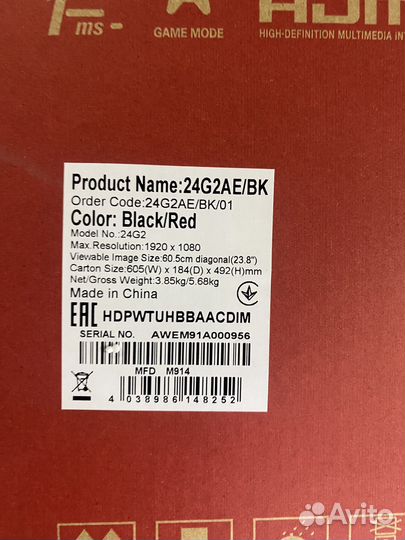 ms
GAME MODE
HDMI
HIGH-DEFINITION MULTIMEDIA
Product Name:24G2AE/BK
Order Code:24G2AE/BK/01
Color: Black/Red
Model No.:24G2
Max.Resolution:1920 x 1080
Viewable Image Size:60.5cm diagonal(23.8")
Carton Size:605(W) x 184(D) x 492(H)mm
Net/Gross Weight:3.85kg/5.68kg
Made in China
EAC HDPWTUHBBAACDIM
SERIAL NO. AWEM91A000956
MFD M914
4 038986 148252
Avito